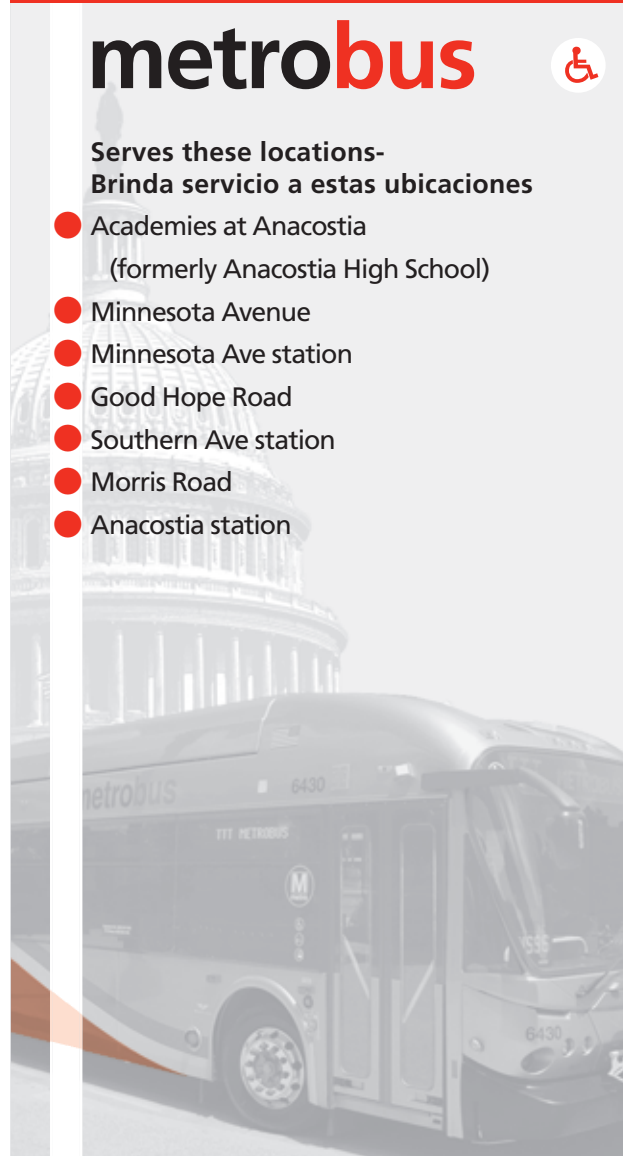 metrobus
Serves these locations-
Brinda servicio a estas ubicaciones
Academies at Anacostia
(formerly Anacostia High School)
Minnesota Avenue
Minnesota Ave station
Good Hope Road
Southern Ave station
Morris Road
Anacostia station
metrobus
6430
TTT METROBUS
M
6430